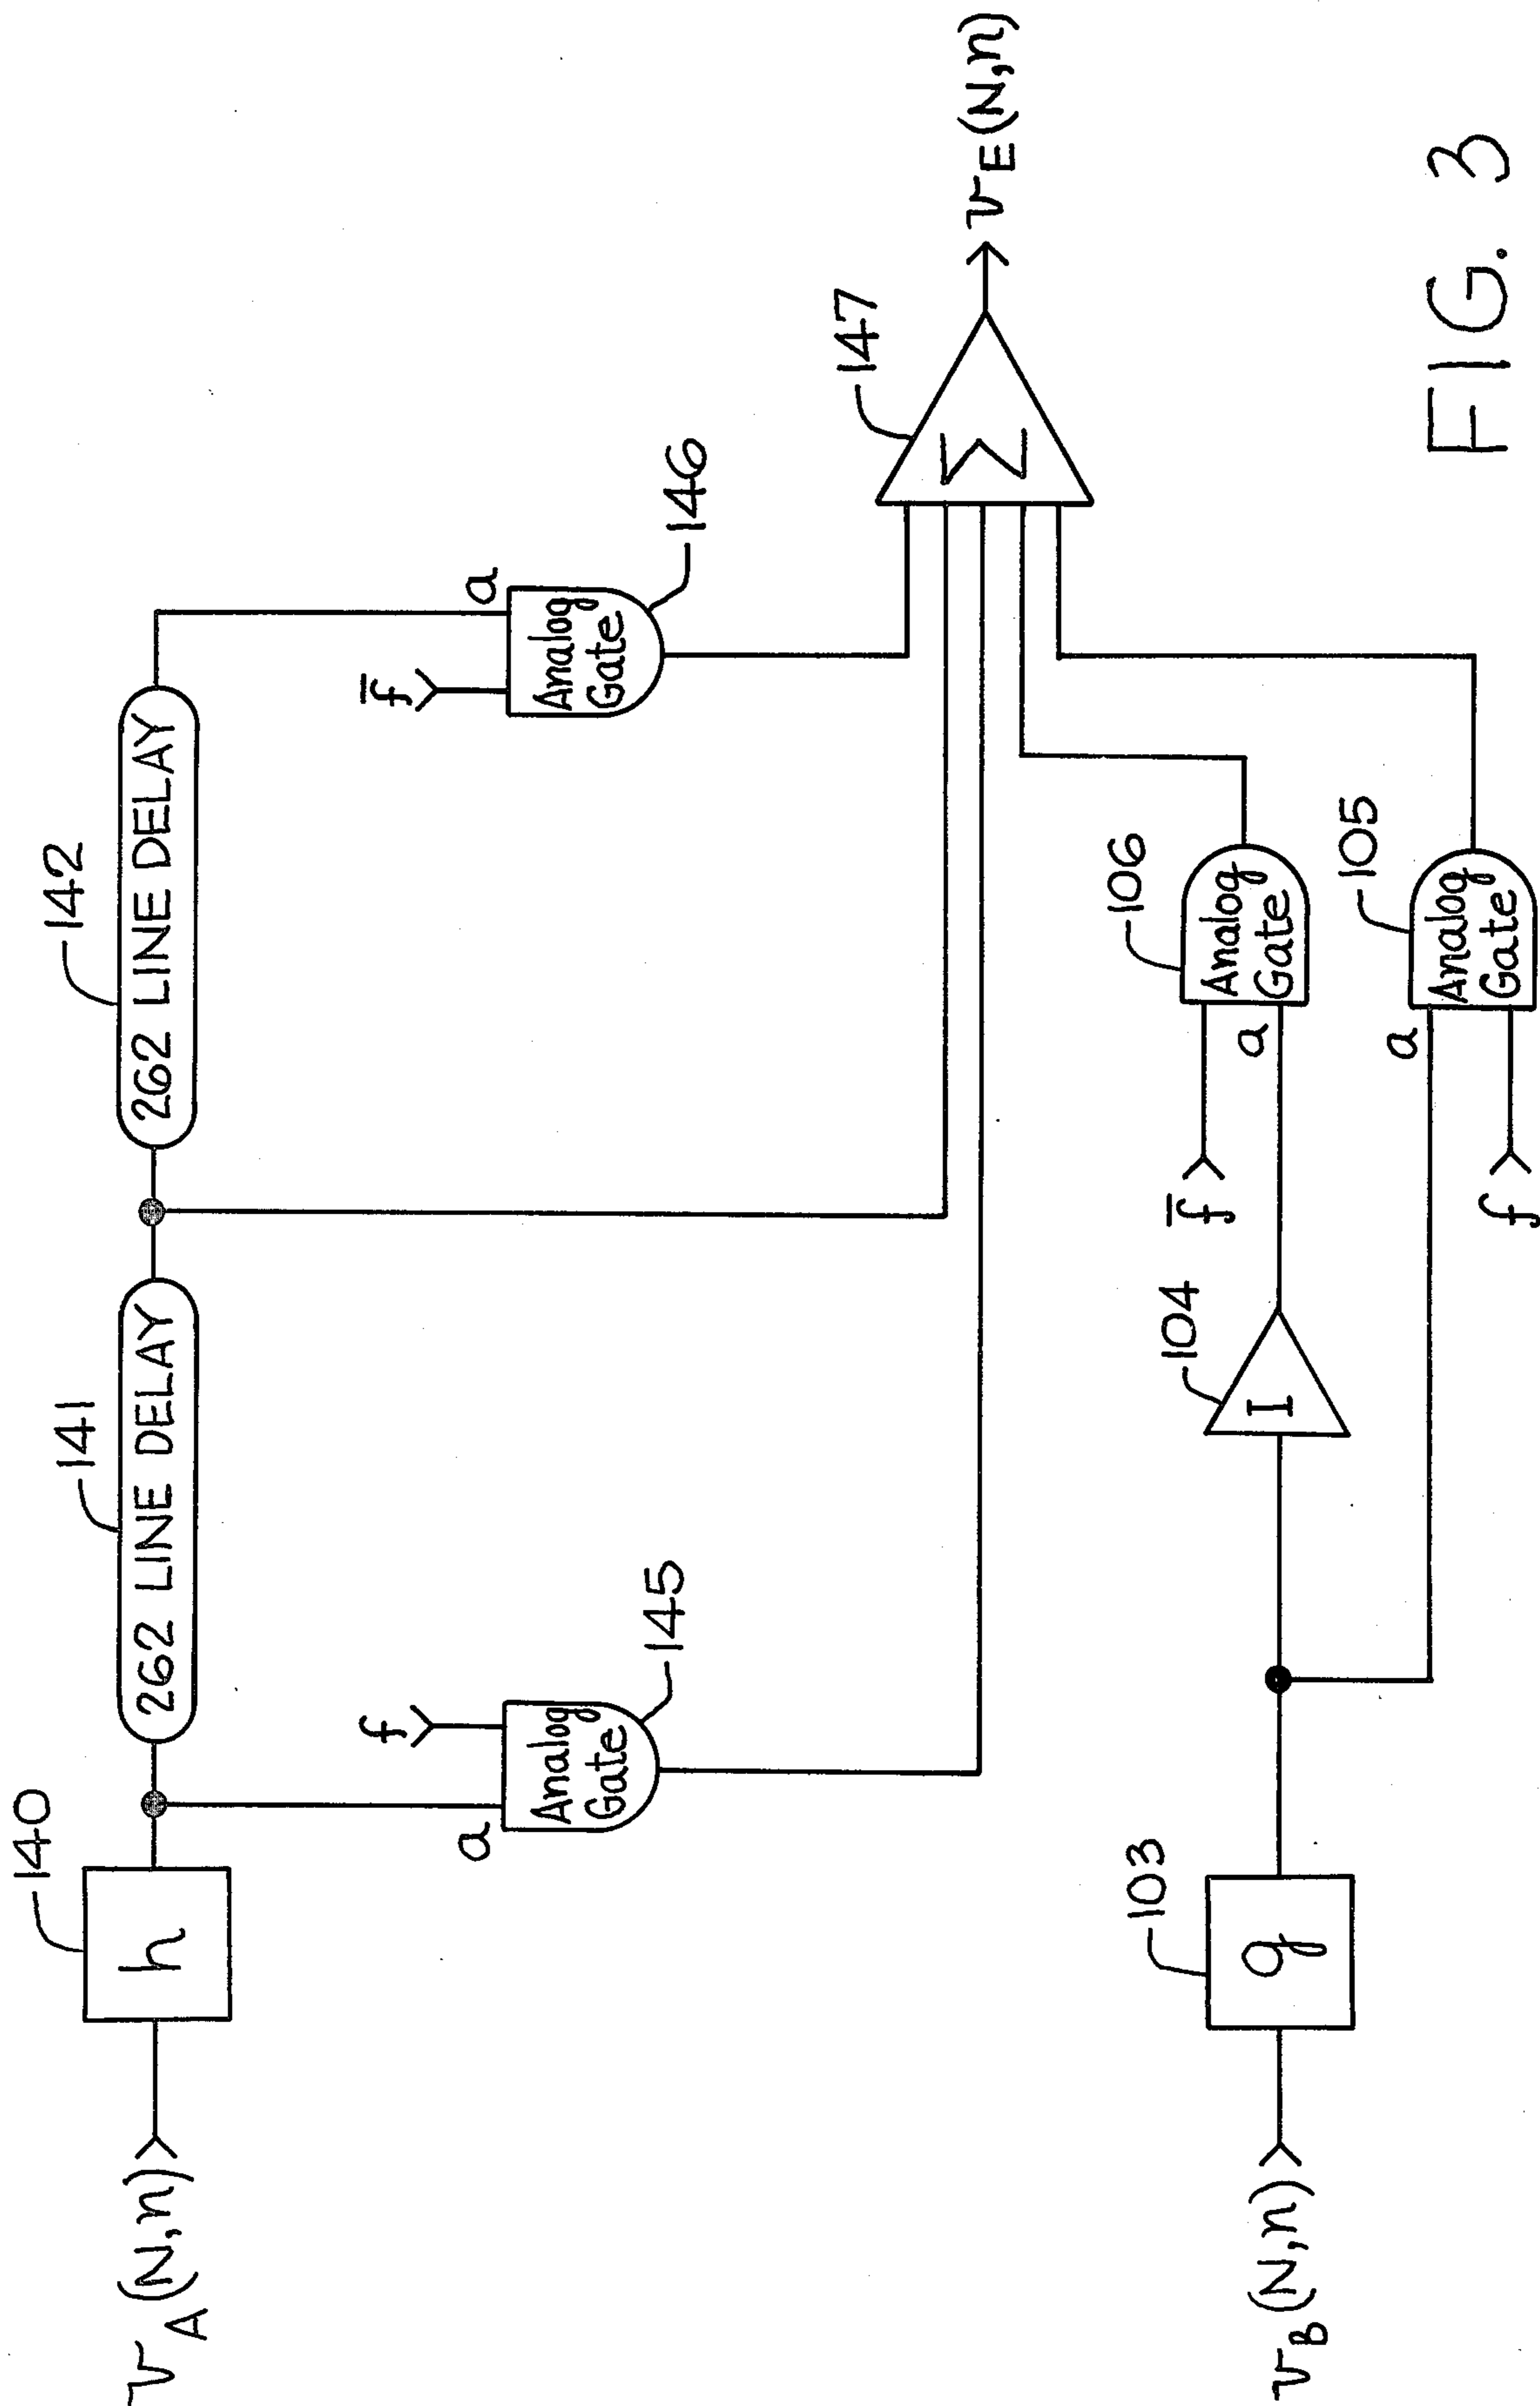 140
141
142
v_A(N,n)
h
262 LINE DELAY
262 LINE DELAY
f
a
Analog
Gate
145
f̅
a
Analog
Gate
146
147
Σ
v_E(N,n)
103
104
106
v_B(N,n)
g
I
f̅
a
Analog
Gate
105
a
f
Analog
Gate
FIG. 3